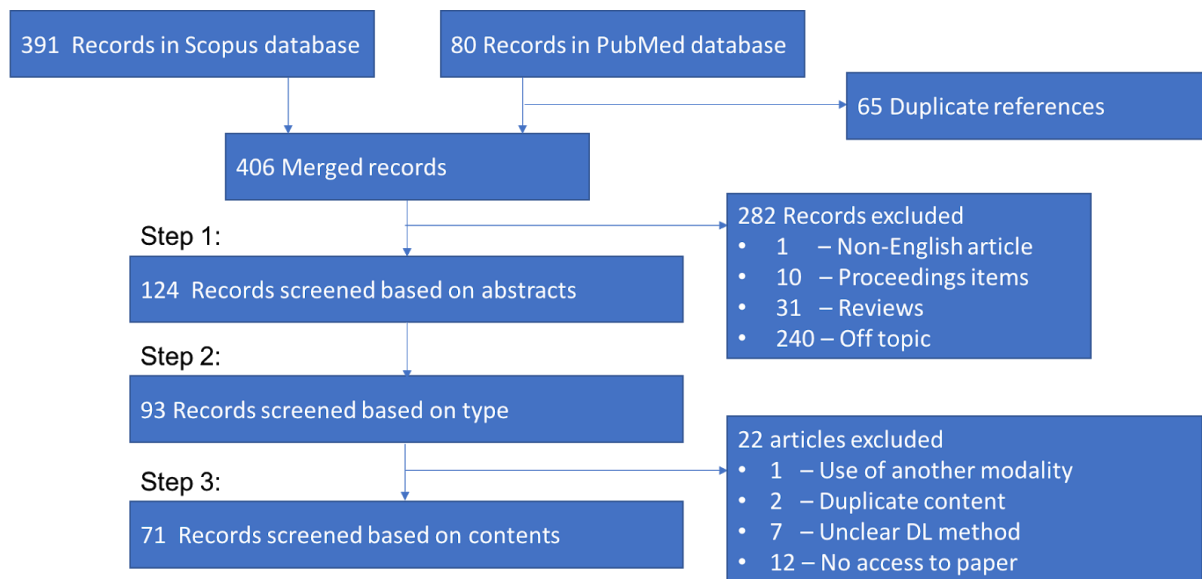 391 Records in Scopus database
80 Records in PubMed database
65 Duplicate references
406 Merged records
282 Records excluded
• 1 – Non-English article
• 10 – Proceedings items
• 31 – Reviews
• 240 – Off topic
Step 1:
124 Records screened based on abstracts
Step 2:
93 Records screened based on type
22 articles excluded
• 1 – Use of another modality
• 2 – Duplicate content
• 7 – Unclear DL method
• 12 – No access to paper
Step 3:
71 Records screened based on contents